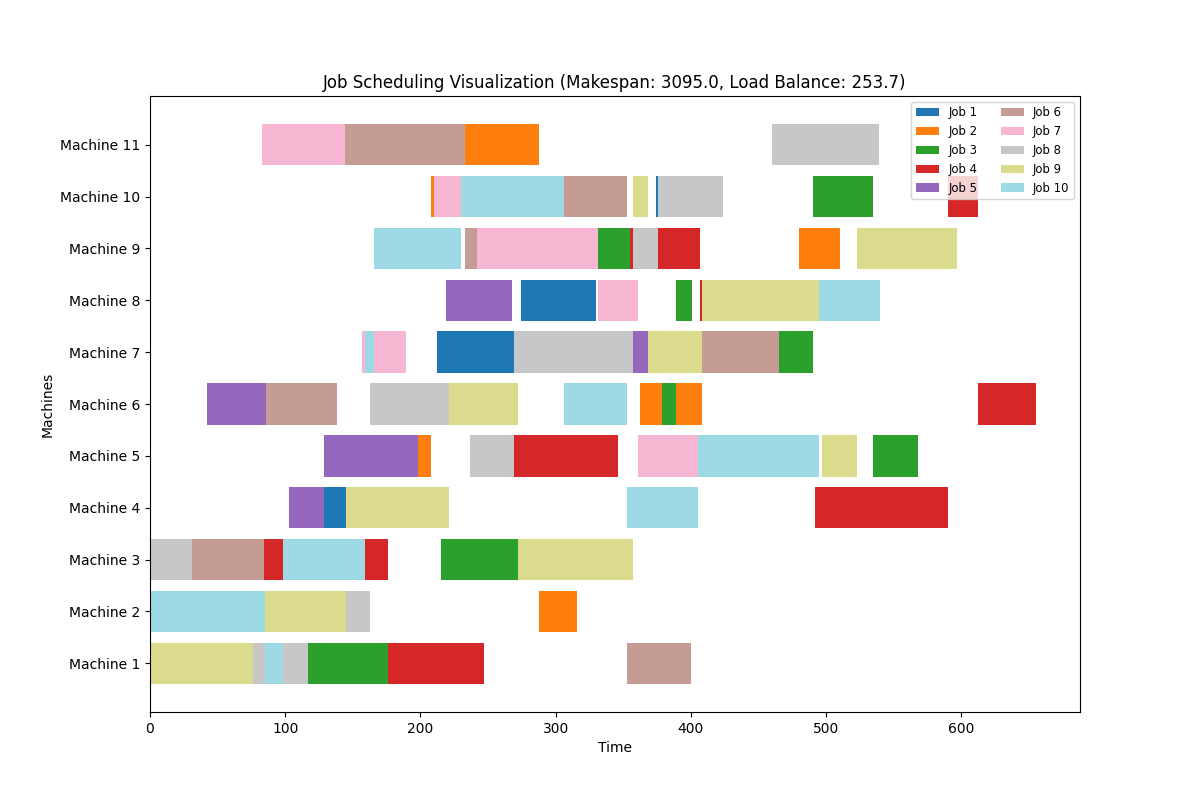 Job Scheduling Visualization (Makespan: 3095.0, Load Balance: 253.7)
Job 1
Job 2
Job 3
Job 4
Job 5
Job 6
Job 7
Job 8
Job 9
Job 10
Machine 11
Machine 10
Machine 9
Machine 8
Machine 7
Machine 6
Machine 5
Machine 4
Machine 3
Machine 2
Machine 1
Machines
0 100 200 300 400 500 600
Time